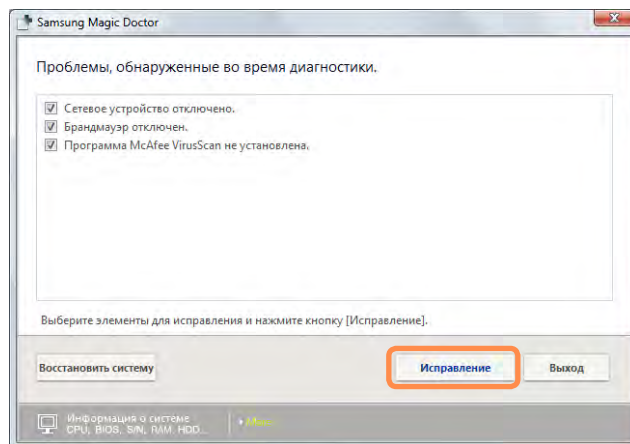 Samsung Magic Doctor
Проблемы, обнаруженные во время диагностики.
Сетевое устройство отключено.
Брандмауэр отключен.
Программа McAfee VirusScan не установлена.
Выберите элементы для исправления и нажмите кнопку [Исправление].
Восстановить систему
Исправление
Выход
Информация о системе
CPU, BIOS, S/N, RAM, HDD...
More